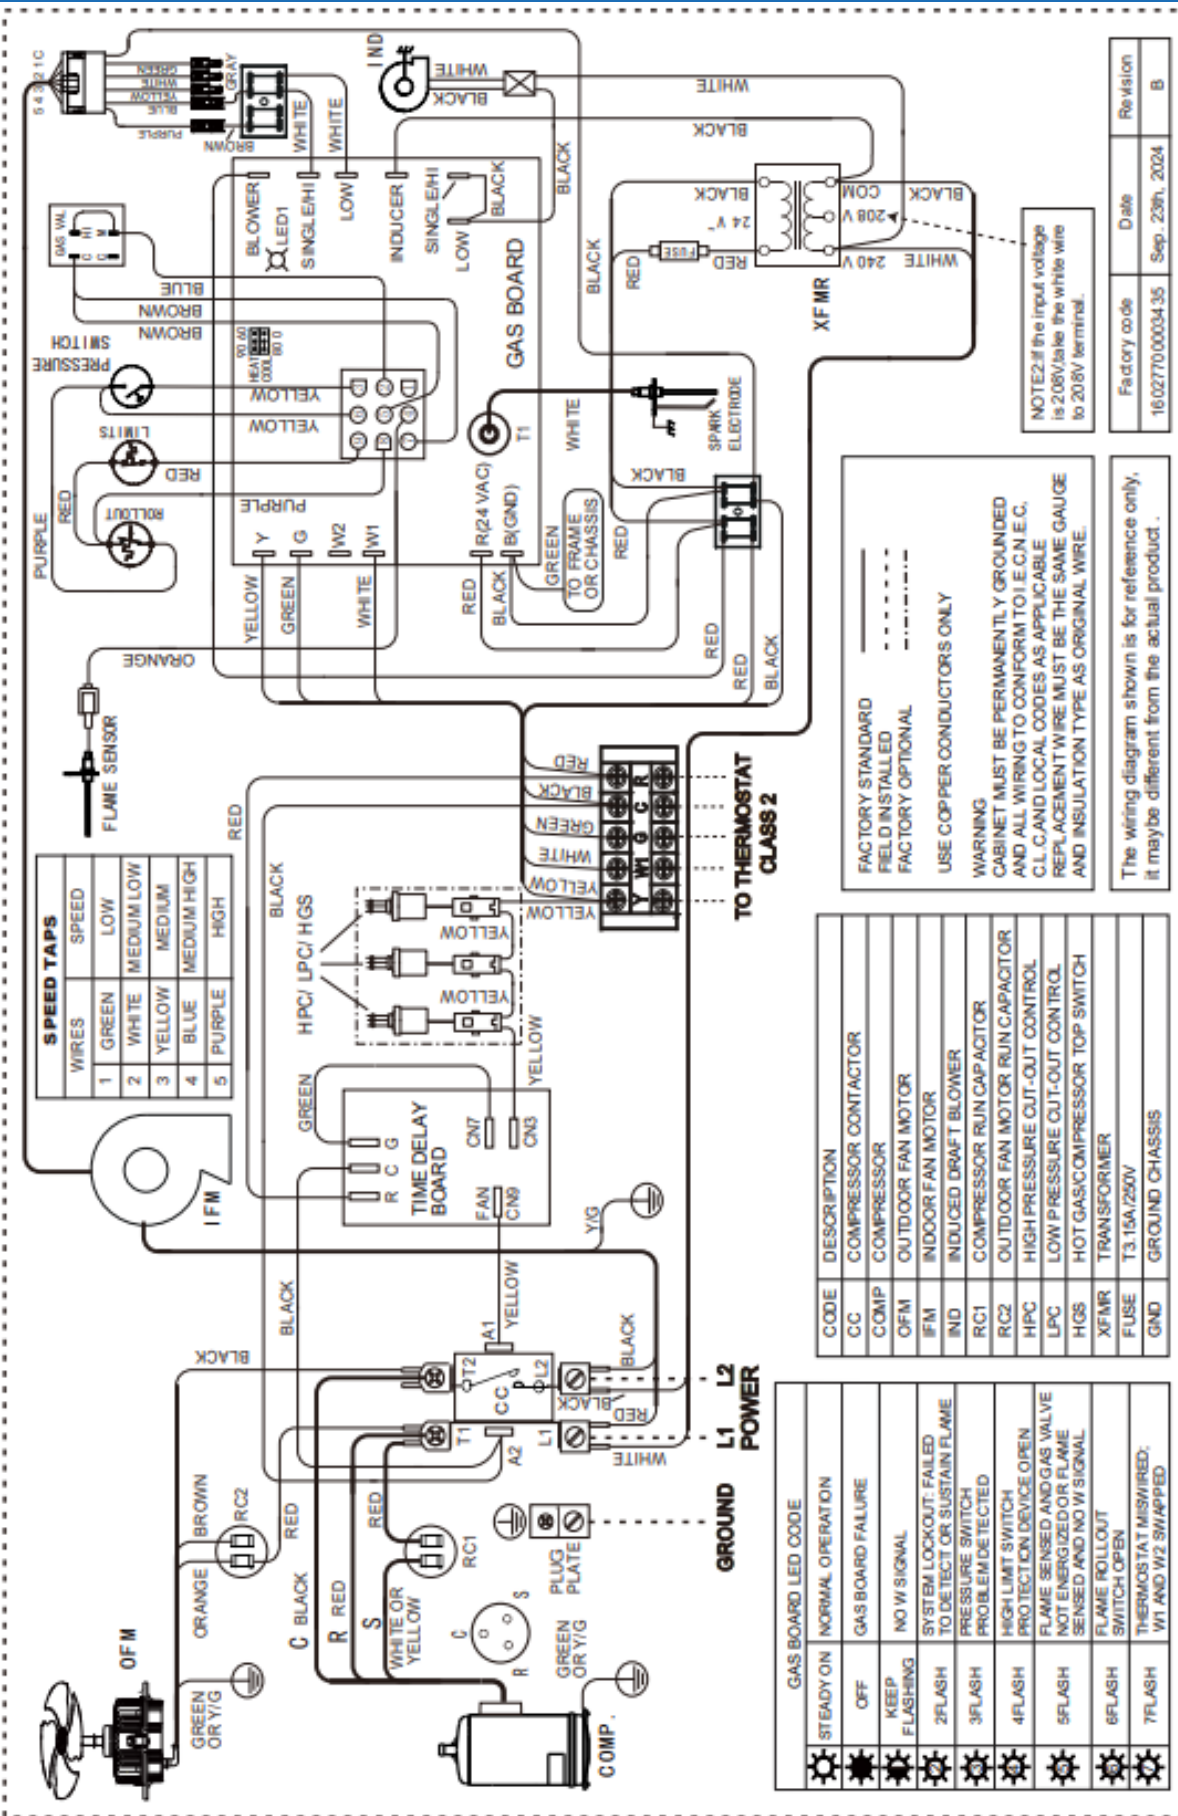 5 4 3 2 1 C
GREEN
WHITE
YELLOW
BLUE
PURPLE
GRAY
BROWN
WHITE
WHITE
IND
WHITE
BLACK
WHITE
BLACK
BLACK
GAS VAL
HI
M
C
C
BLUE
BROWN
BROWN
PRESSURE
SWITCH
LIMITS
ROLLOUT
YELLOW
YELLOW
RED
RED
PURPLE
PURPLE
BLOWER
LED1
SINGLE/HI
LOW
INDUCER
SINGLE/HI
LOW
BLACK
GAS BOARD
HEAT
COOL
90 60
80 0
T1
Y
G
W2
W1
R(24 VAC)
B(GND)
YELLOW
GREEN
WHITE
RED
BLACK
GREEN
TO FRAME
OR CHASSIS
WHITE
SPARK
ELECTRODE
BLACK
RED
BLACK
RED
FUSE
RED
BLACK
24 V~
COM
208 V
240 V
XFMR
BLACK
WHITE
NOTE2:If the input voltage
is 208V,take the white wire
to 208V terminal.
Factory code
Date
Revision
16027700003435
Sep. 23th, 2024
B
ORANGE
FLAME SENSOR
RED
RED
BLACK
RED
BLACK
RED
BLACK
GREEN
WHITE
YELLOW
YELLOW
R
C
G
W1
Y
TO THERMOSTAT
CLASS 2
SPEED TAPS
WIRES
SPEED
1 GREEN LOW
2 WHITE MEDIUM LOW
3 YELLOW MEDIUM
4 BLUE MEDIUM HIGH
5 PURPLE HIGH
IFM
HPC/ LPC/ HGS
YELLOW
YELLOW
YELLOW
GREEN
R
C
G
TIME DELAY
BOARD
FAN
CN9
CN7
CN3
Y/G
BLACK
YELLOW
BLACK
A1
T2
L2
CC
T1
L1
A2
BLACK
BLACK
RED
WHITE
L1
L2
POWER
GROUND
PLUG
PLATE
OFM
GREEN
OR Y/G
ORANGE
BROWN
RC2
RED
C
BLACK
R
RED
S
RED
WHITE OR
YELLOW
RC1
C
S
R
GREEN
OR Y/G
COMP.
FACTORY STANDARD
FIELD INSTALLED
FACTORY OPTIONAL
USE COPPER CONDUCTORS ONLY
WARNING
CABINET MUST BE PERMANENTLY GROUNDED
AND ALL WIRING TO CONFORM TO I.E.C,N.E.C,
C.L.C,AND LOCAL CODES AS APPLICABLE
REPLACEMENT WIRE MUST BE THE SAME GAUGE
AND INSULATION TYPE AS ORIGINAL WIRE.
The wiring diagram shown is for reference only,
it maybe different from the actual product .
CODE DESCRIPTION
CC COMPRESSOR CONTACTOR
COMP COMPRESSOR
OFM OUTDOOR FAN MOTOR
IFM INDOOR FAN MOTOR
IND INDUCED DRAFT BLOWER
RC1 COMPRESSOR RUN CAPACITOR
RC2 OUTDOOR FAN MOTOR RUN CAPACITOR
HPC HIGH PRESSURE CUT-OUT CONTROL
LPC LOW PRESSURE CUT-OUT CONTROL
HGS HOT GAS/COMPRESSOR TOP SWITCH
XFMR TRANSFORMER
FUSE T3.15A/250V
GND GROUND CHASSIS
GAS BOARD LED CODE
STEADY ON NORMAL OPERATION
OFF GAS BOARD FAILURE
KEEP
FLASHING
NO W SIGNAL
2FLASH
SYSTEM LOCKOUT: FAILED
TO DETECT OR SUSTAIN FLAME
3FLASH
PRESSURE SWITCH
PROBLEM DETECTED
4FLASH
HIGH LIMIT SWITCH
PROTECTION DEVICE OPEN
5FLASH
FLAME SENSED AND GAS VALVE
NOT ENERGIZED OR FLAME
SENSED AND NO W SIGNAL
6FLASH
FLAME ROLLOUT
SWITCH OPEN
7FLASH
THERMOSTAT MISWIRED;
W1 AND W2 SWAPPED